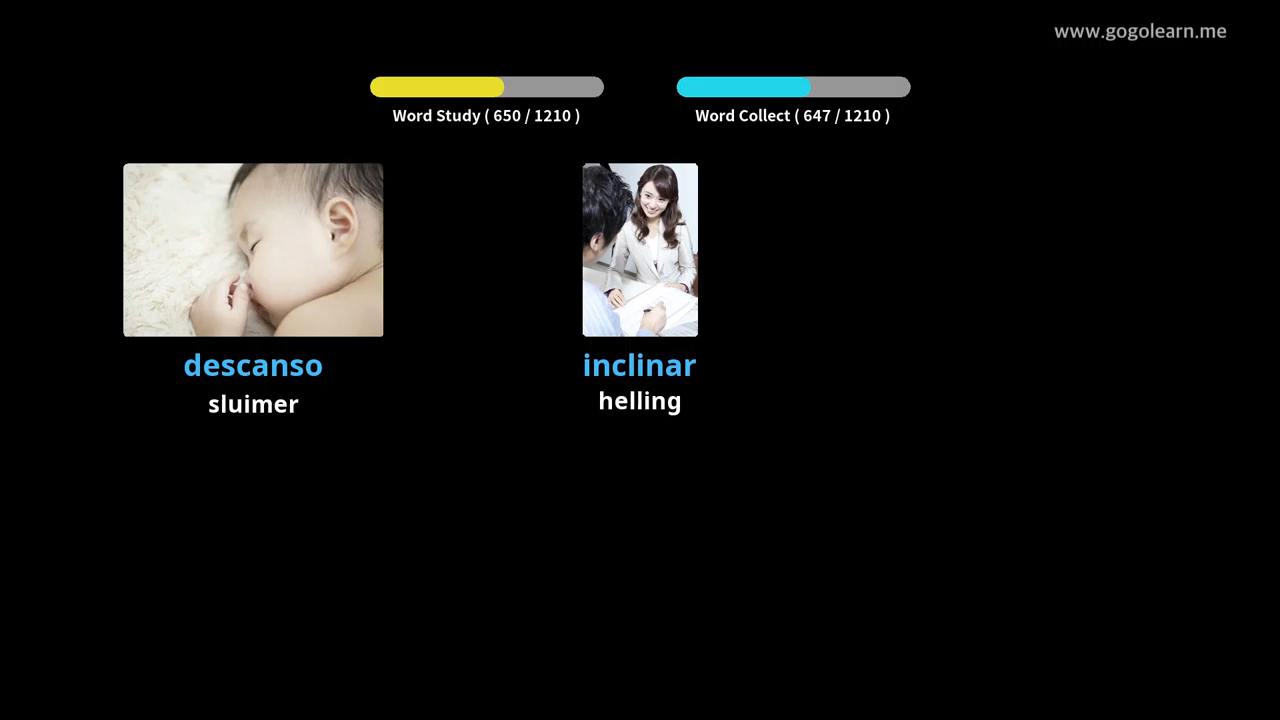 www.gogolearn.me
Word Study ( 650 / 1210 )
Word Collect ( 647 / 1210 )
descanso
sluimer
inclinar
helling